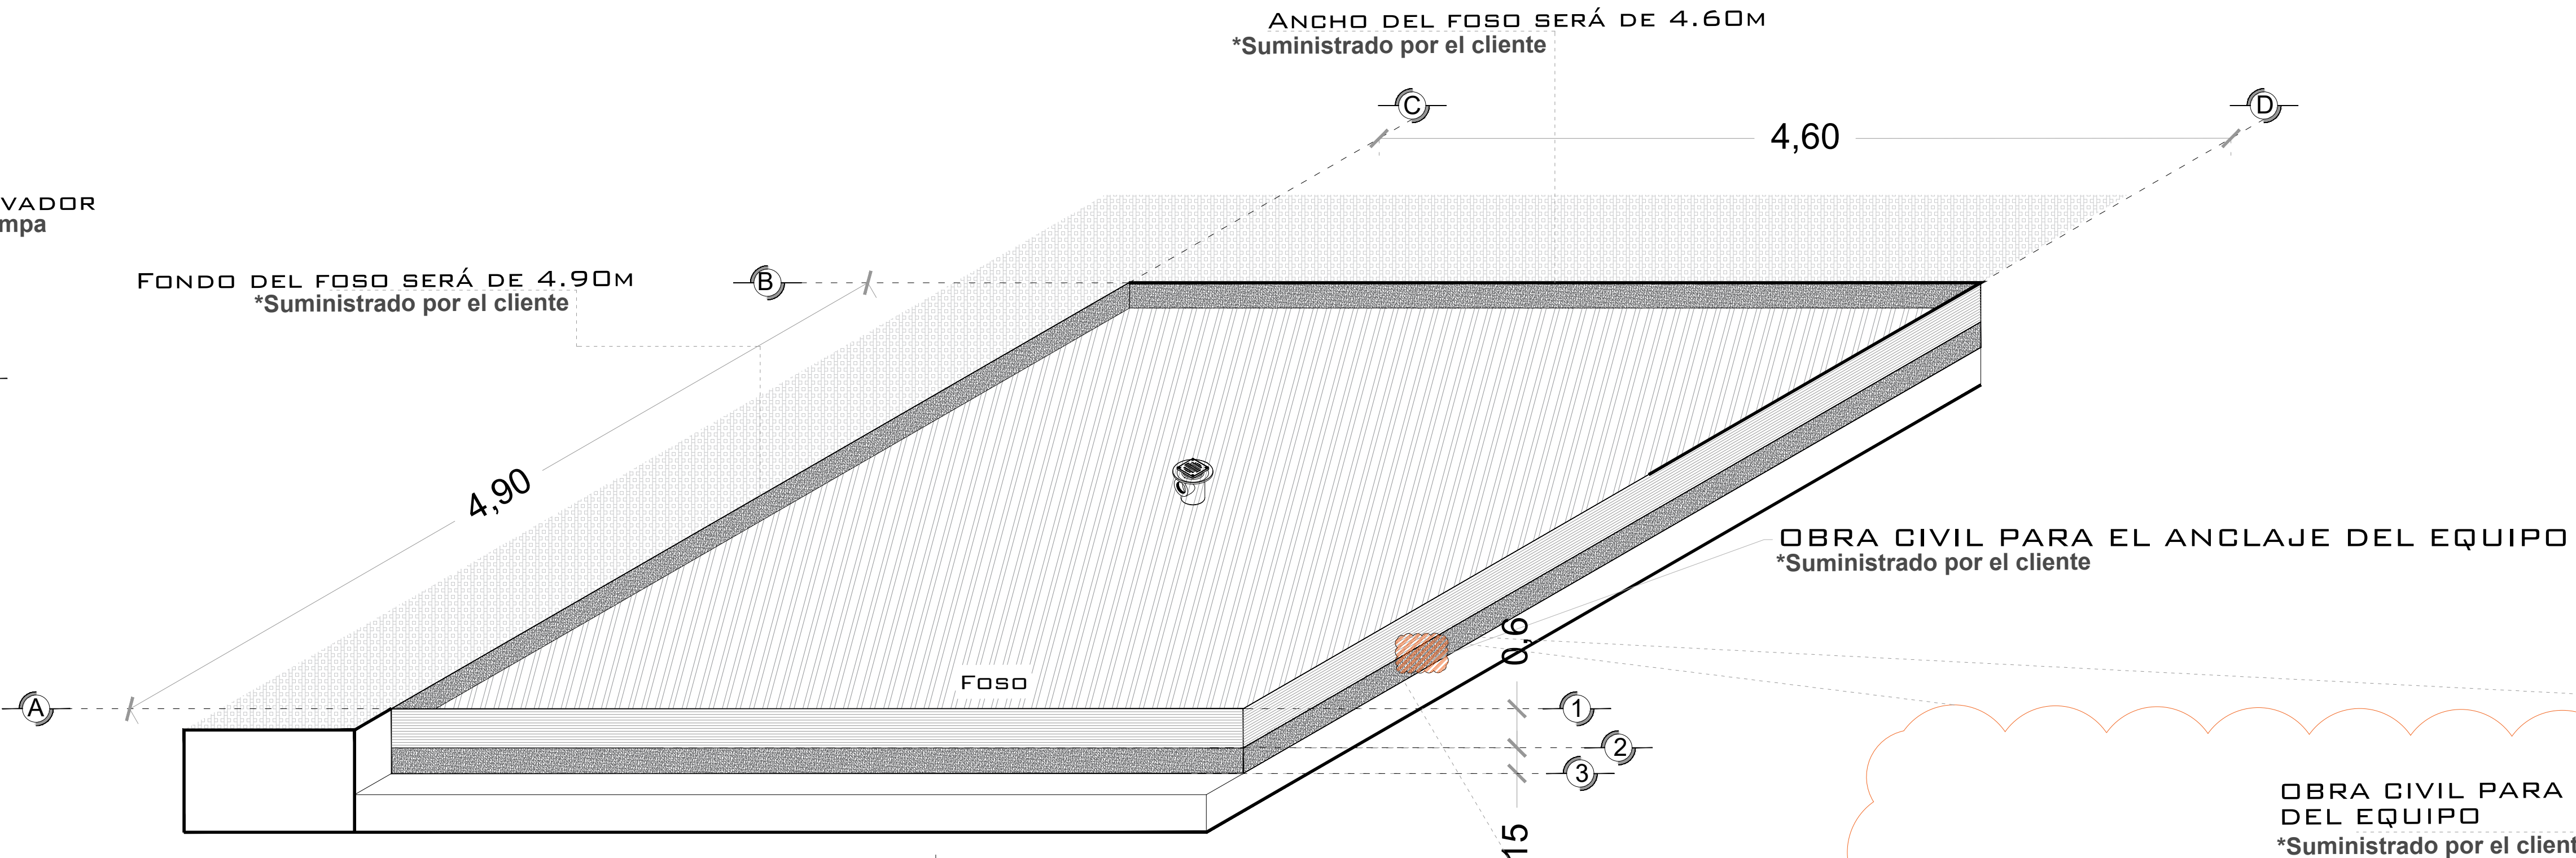 ANCHO DEL FOSO SERÁ DE 4.60M
*Suministrado por el cliente
C
D
4,60
VADOR
mpa
FONDO DEL FOSO SERÁ DE 4.90M
*Suministrado por el cliente
B
4,90
OBRA CIVIL PARA EL ANCLAJE DEL EQUIPO
*Suministrado por el cliente
0,6
FOSO
A
1
2
3
OBRA CIVIL PARA
DEL EQUIPO
*Suministrado por el client
15